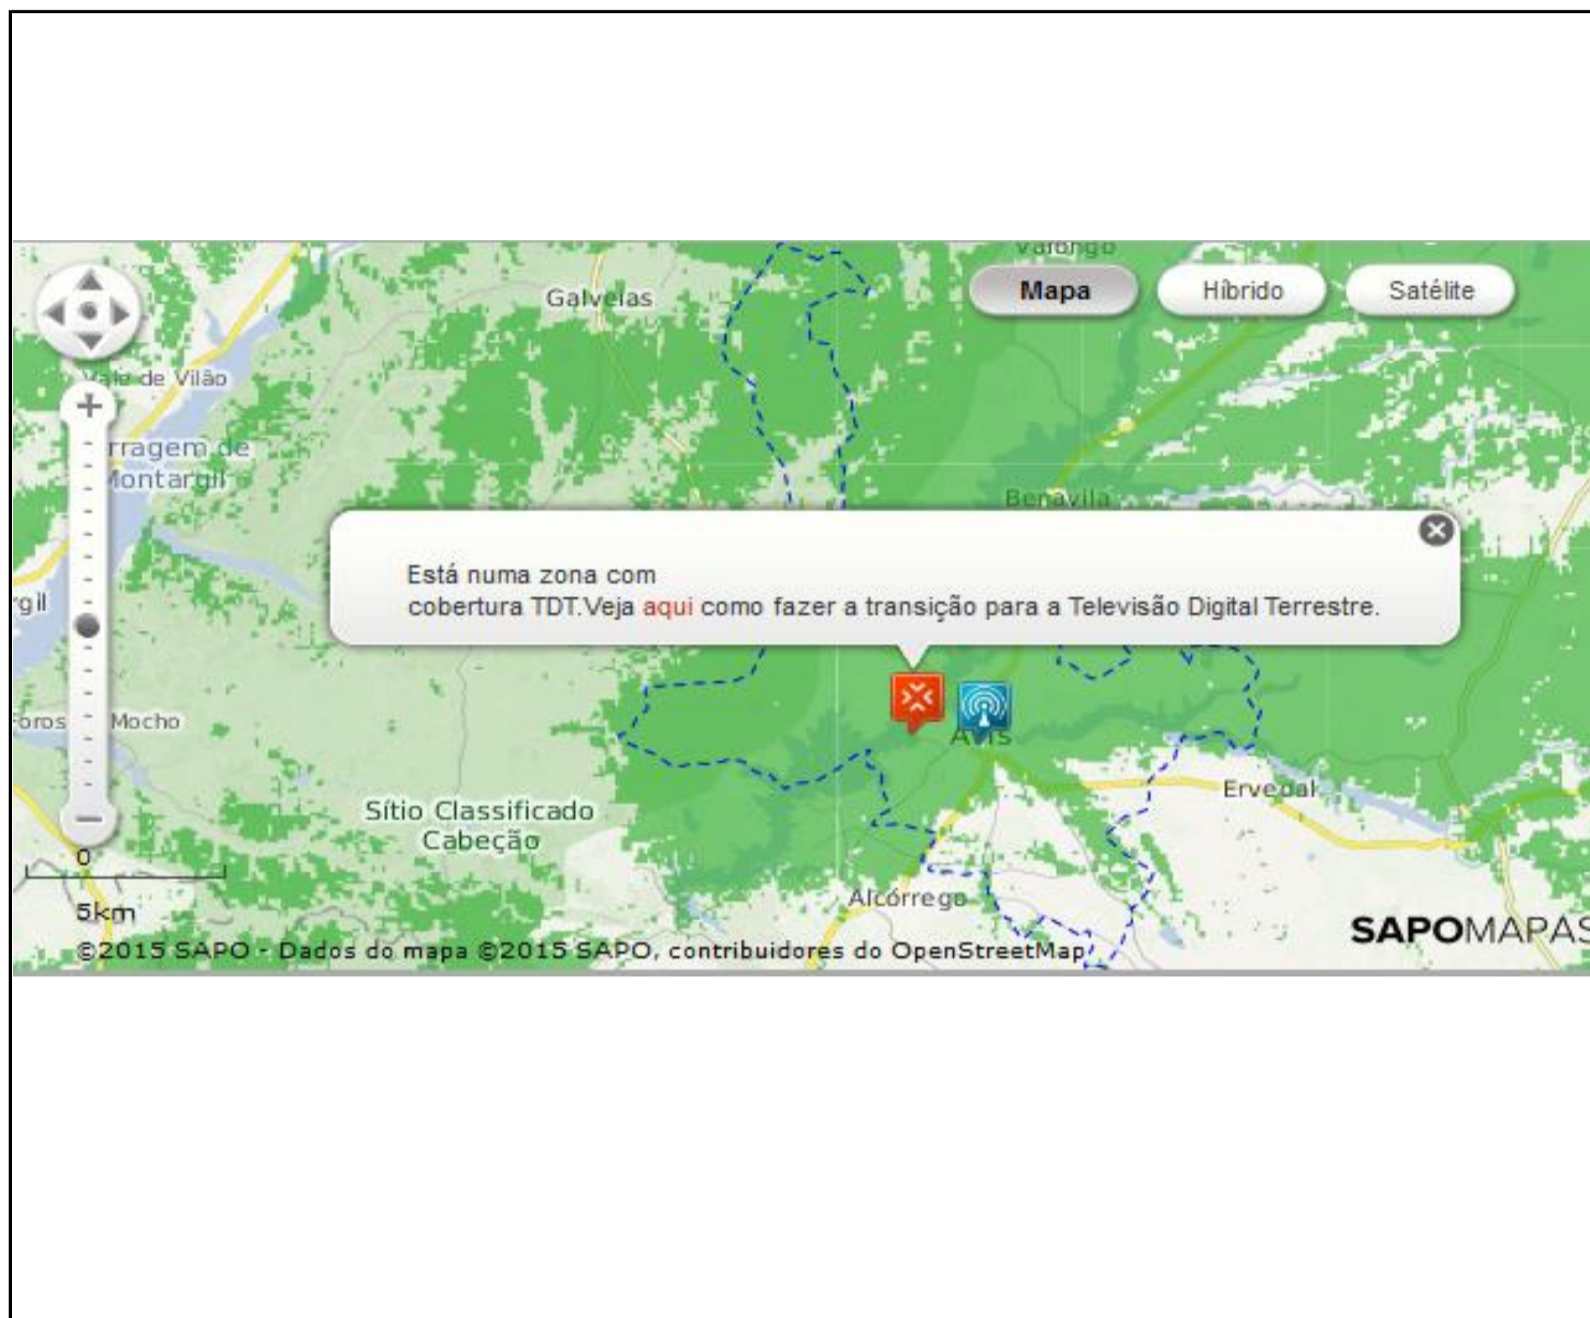 Valongo
Galveias
Mapa
Híbrido
Satélite
Vale de Vilão
+
rragem de
Montargil
Benavila
Está numa zona com
cobertura TDT.Veja aqui como fazer a transição para a Televisão Digital Terrestre.
rgil
Foros
Mocho
Avis
Ervedal
Sítio Classificado
Cabeção
0
5km
Alcórrego
SAPOMAPAS
©2015 SAPO - Dados do mapa ©2015 SAPO, contribuidores do OpenStreetMap